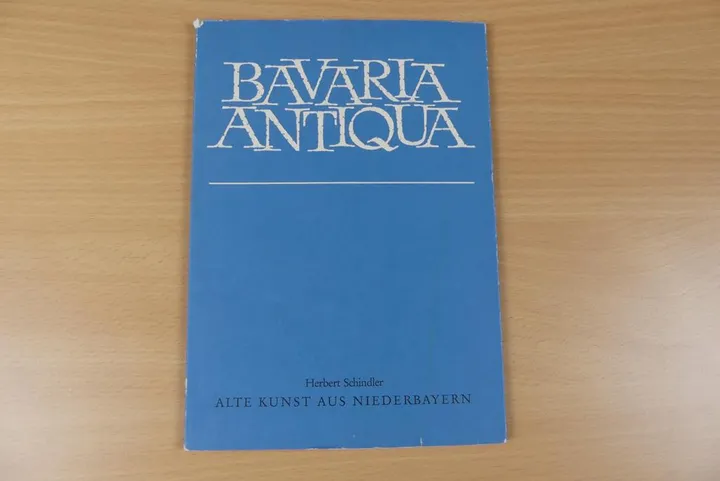 BAVARIA
ANTIQUA
Herbert Schindler
ALTE KUNST AUS NIEDERBAYERN